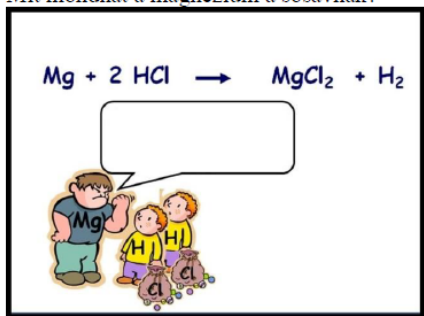 Mg + 2 HCl → MgCl₂ + H₂
Mg
H
H
Cl
Cl